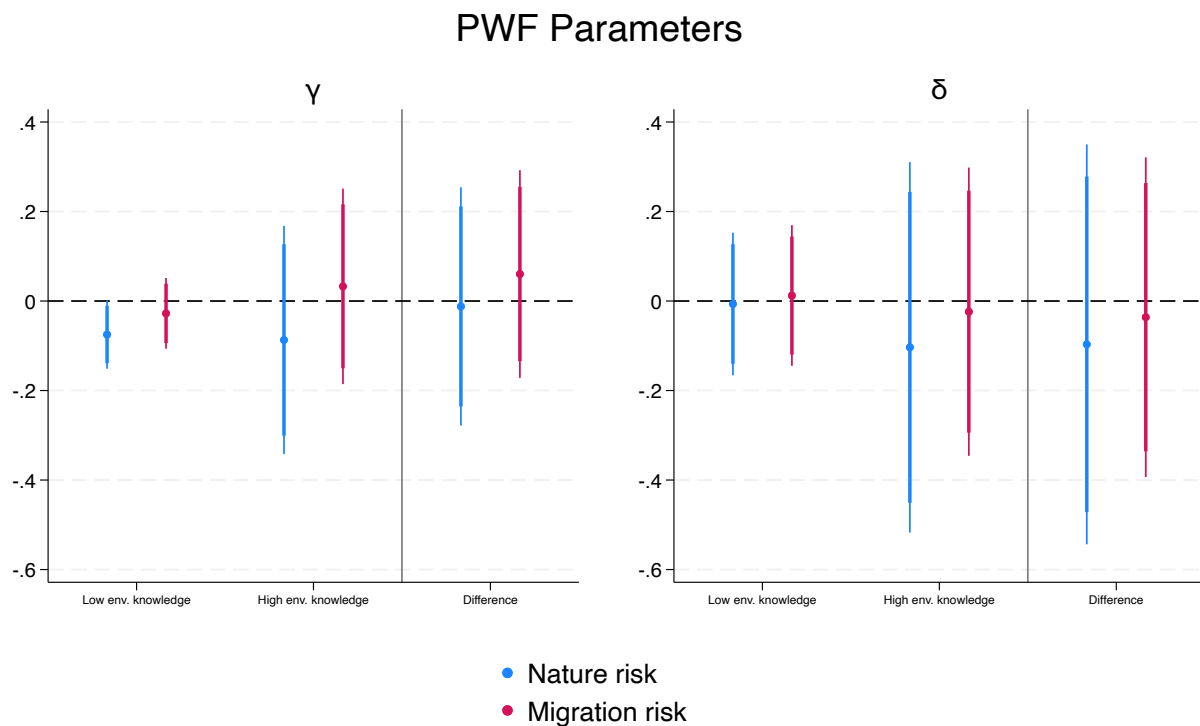 PWF Parameters
γ
.4
.2
0
-.2
-.4
-.6
Low env. knowledge
High env. knowledge
Difference
δ
.4
.2
0
-.2
-.4
-.6
Low env. knowledge
High env. knowledge
Difference
Nature risk
Migration risk